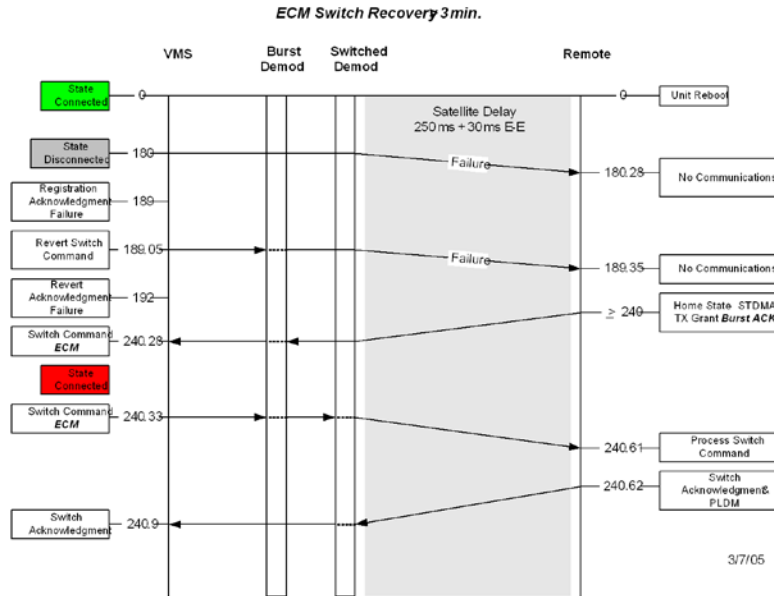 ECM Switch Recovery 3 min.
VMS
Burst
Demod
Switched
Demod
Remote
State
Connected
0
0
Unit Reboot
Satellite Delay
250 ms + 30 ms E-E
State
Disconnected
180
Failure
180.28
No Communications
Registration
Acknowledgment
Failure
189
Revert Switch
Command
189.05
Failure
189.35
No Communications
Revert
Acknowledgment
Failure
192
≥ 240
Home State STDMA
TX Grant Burst ACK
Switch Command
ECM
240.28
State
Connected
Switch Command
ECM
240.33
240.61
Process Switch
Command
240.62
Switch
Acknowledgment&
PLDM
Switch
Acknowledgment
240.9
3/7/05